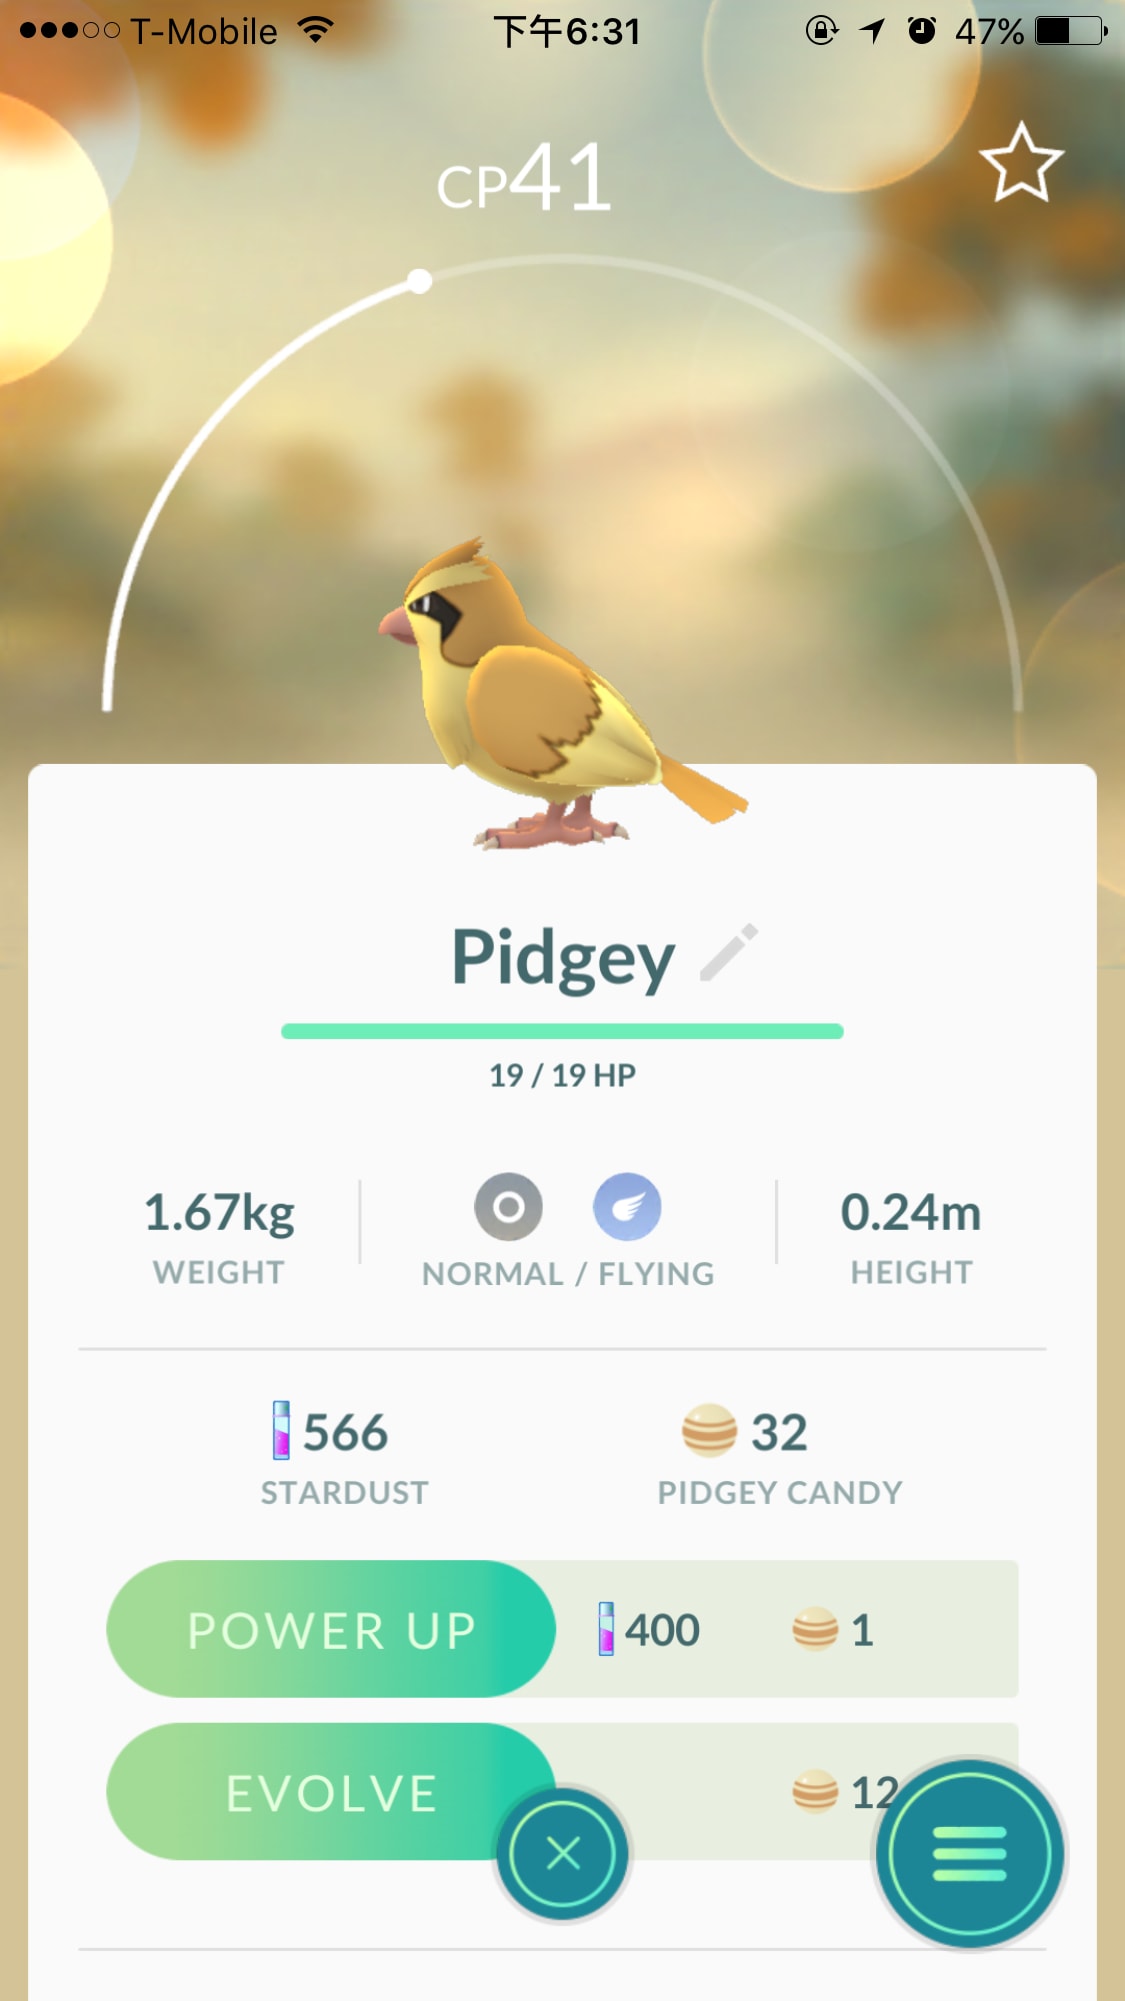 T-Mobile 下午6:31 47%
CP41
Pidgey
19 / 19 HP
1.67kg
WEIGHT
NORMAL / FLYING
0.24m
HEIGHT
566
STARDUST
32
PIDGEY CANDY
POWER UP 400 1
EVOLVE 12